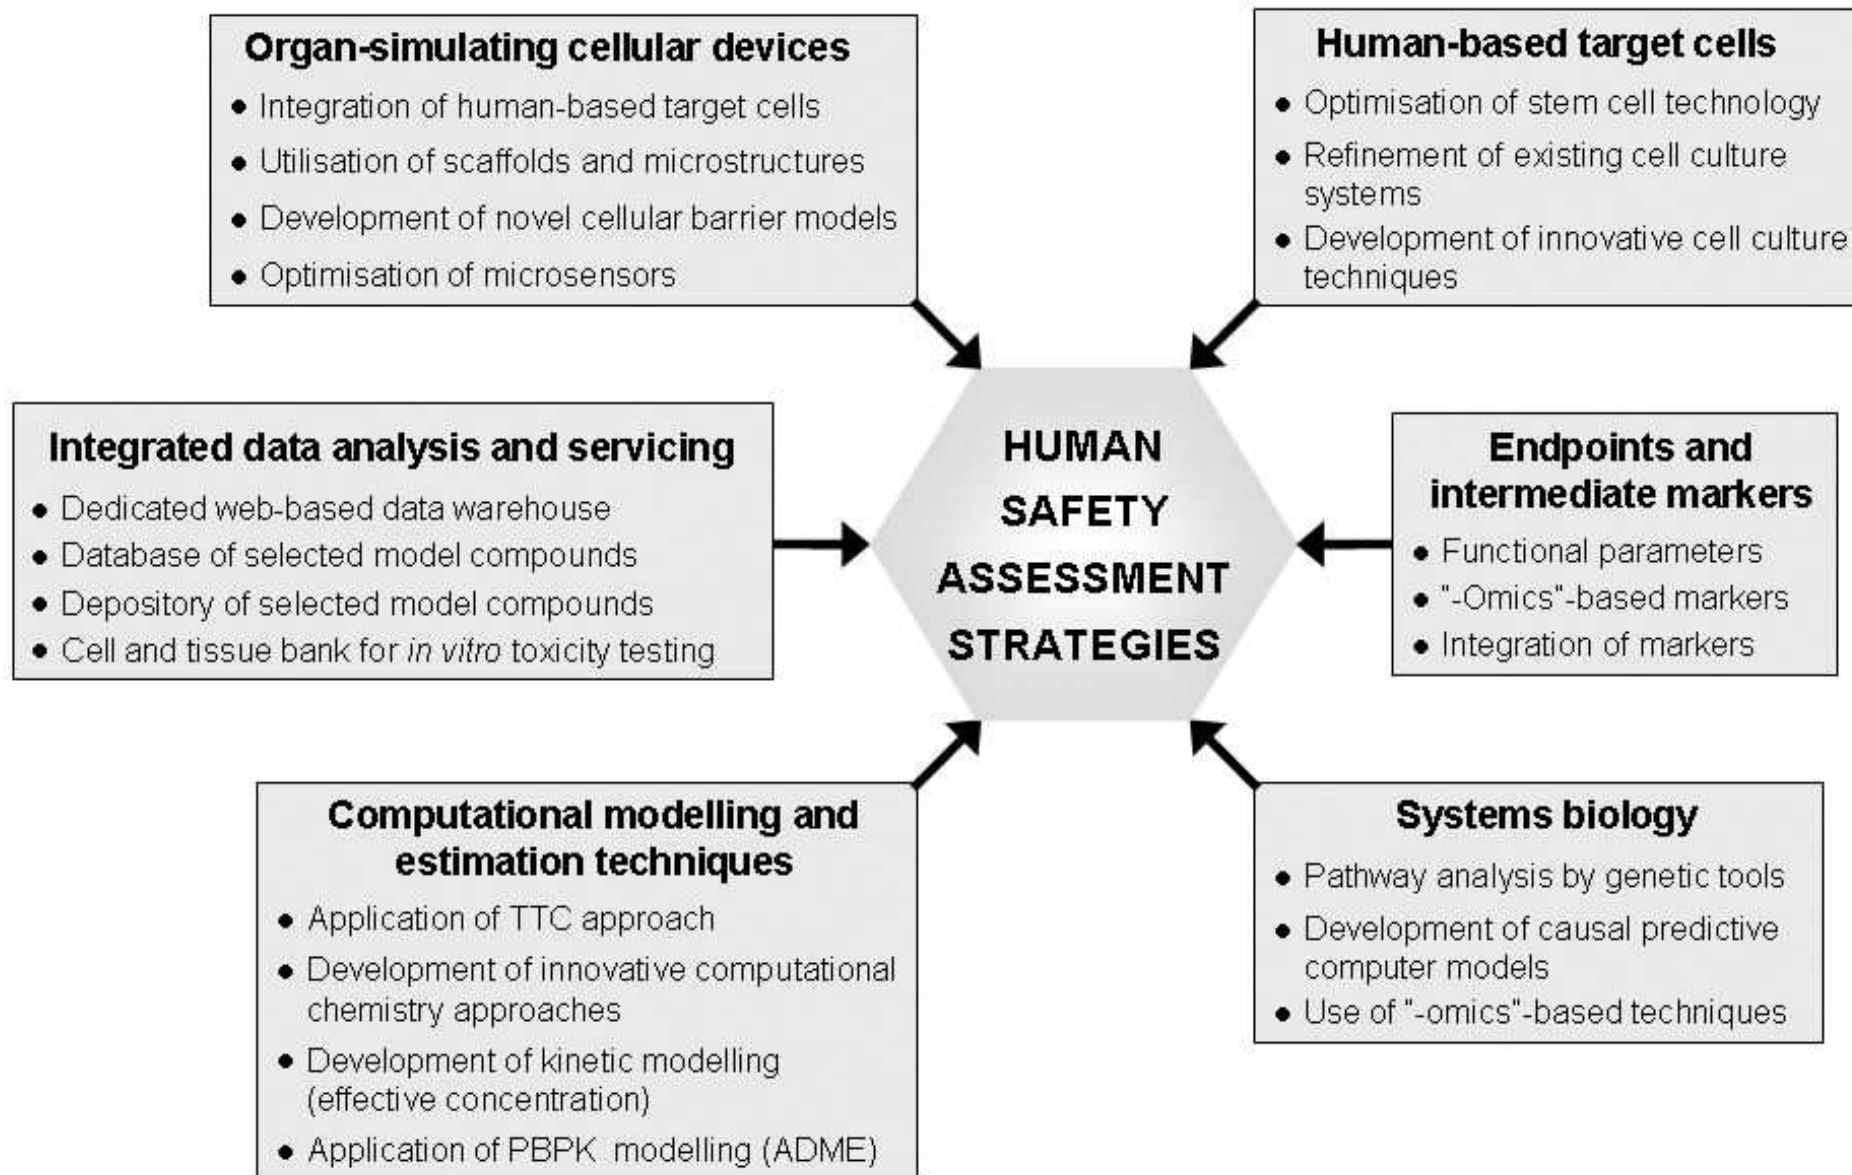 Organ-simulating cellular devices
● Integration of human-based target cells
● Utilisation of scaffolds and microstructures
● Development of novel cellular barrier models
● Optimisation of microsensors
Human-based target cells
● Optimisation of stem cell technology
● Refinement of existing cell culture
systems
● Development of innovative cell culture
techniques
Integrated data analysis and servicing
● Dedicated web-based data warehouse
● Database of selected model compounds
● Depository of selected model compounds
● Cell and tissue bank for in vitro toxicity testing
HUMAN
SAFETY
ASSESSMENT
STRATEGIES
Endpoints and
intermediate markers
● Functional parameters
● "-Omics"-based markers
● Integration of markers
Computational modelling and
estimation techniques
● Application of TTC approach
● Development of innovative computational
chemistry approaches
● Development of kinetic modelling
(effective concentration)
● Application of PBPK modelling (ADME)
Systems biology
● Pathway analysis by genetic tools
● Development of causal predictive
computer models
● Use of "-omics"-based techniques